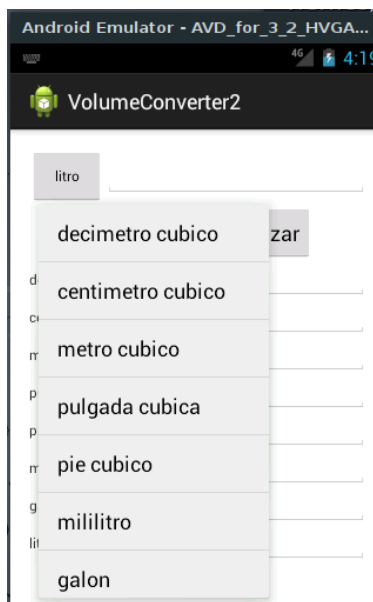 Android Emulator - AVD_for_3_2_HVGA...
4G 4:19
VolumeConverter2
litro
decimetro cubico
zar
centimetro cubico
metro cubico
pulgada cubica
pie cubico
mililitro
galon